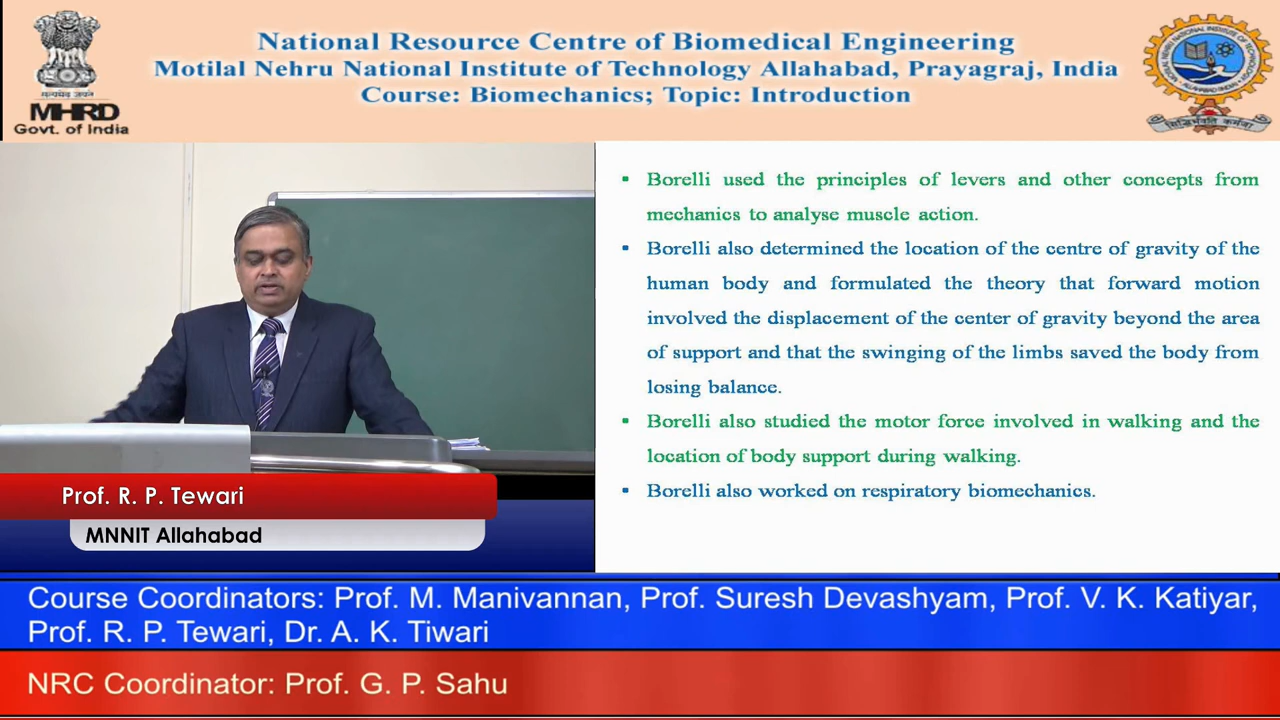 National Resource Centre of Biomedical Engineering
Motilal Nehru National Institute of Technology Allahabad, Prayagraj, India
Course: Biomechanics; Topic: Introduction
सत्यमेव जयते
MHRD
Govt. of India
Borelli used the principles of levers and other concepts from
mechanics to analyse muscle action.
Borelli also determined the location of the centre of gravity of the
human body and formulated the theory that forward motion
involved the displacement of the center of gravity beyond the area
of support and that the swinging of the limbs saved the body from
losing balance.
Borelli also studied the motor force involved in walking and the
location of body support during walking.
Borelli also worked on respiratory biomechanics.
Prof. R. P. Tewari
MNNIT Allahabad
Course Coordinators: Prof. M. Manivannan, Prof. Suresh Devashyam, Prof. V. K. Katiyar,
Prof. R. P. Tewari, Dr. A. K. Tiwari
NRC Coordinator: Prof. G. P. Sahu